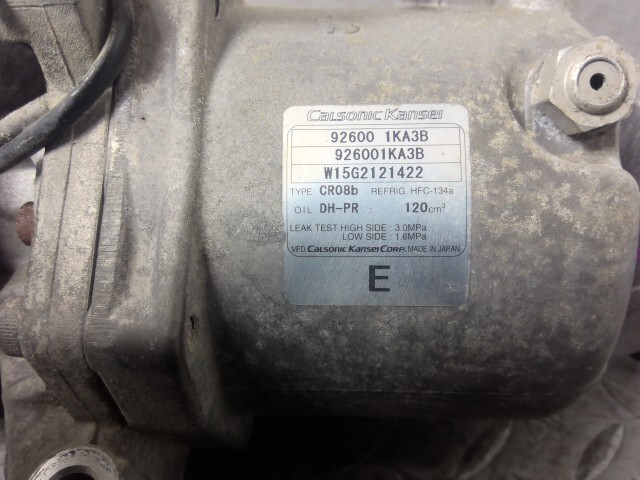 Calsonic Kansei
92600 1KA3B
926001KA3B
W15G2121422
TYPE CR08b REFRIG. HFC-134a
OIL DH-PR : 120cm³
LEAK TEST HIGH SIDE : 3.0MPa
LOW SIDE : 1.6MPa
MFD. CALSONIC KANSEI CORP. MADE IN JAPAN
E